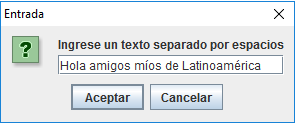 Entrada
Ingrese un texto separado por espacios
Hola amigos míos de Latinoamérica
Aceptar Cancelar